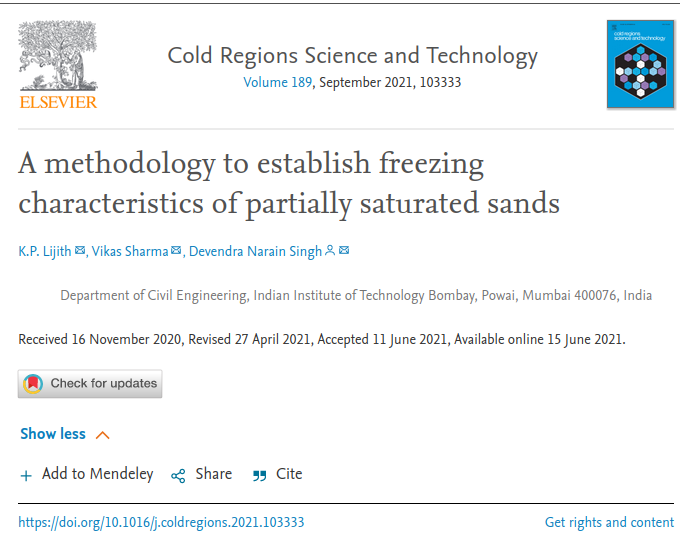 ELSEVIER
Cold Regions Science and Technology
Volume 189, September 2021, 103333
cold regions
science and technology
A methodology to establish freezing
characteristics of partially saturated sands
K.P. Lijith, Vikas Sharma, Devendra Narain Singh
Department of Civil Engineering, Indian Institute of Technology Bombay, Powai, Mumbai 400076, India
Received 16 November 2020, Revised 27 April 2021, Accepted 11 June 2021, Available online 15 June 2021.
Check for updates
Show less
Add to Mendeley Share Cite
https://doi.org/10.1016/j.coldregions.2021.103333 Get rights and content